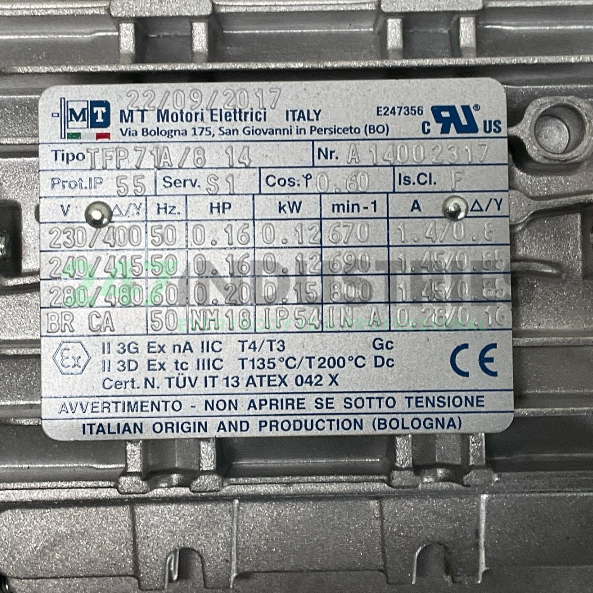 22/09/2017
MT MT Motori Elettrici ITALY E247356
Via Bologna 175, San Giovanni in Persiceto (BO) C RU US
Tipo TFP71A/8 14 Nr. A14002317
Prot.IP 55 Serv. S1 Cos:φ 0.60 Is.Cl. F
V Δ/Y Hz. HP kW min-1 A Δ/Y
230/400 50 0.16 0.12 670 1.4/0.8
240/415 50 0.16 0.12 690 1.45/0.85
280/480 60 0.20 0.15 800 1.45/0.85
BR CA 50 NM18 IP54 IN A 0.28/0.16
247 INDUSTRIE
Ex II 3G Ex nA IIC T4/T3 Gc
II 3D Ex tc IIIC T135°C/T200°C Dc CE
Cert. N. TÜV IT 13 ATEX 042 X
AVVERTIMENTO - NON APRIRE SE SOTTO TENSIONE
ITALIAN ORIGIN AND PRODUCTION (BOLOGNA)